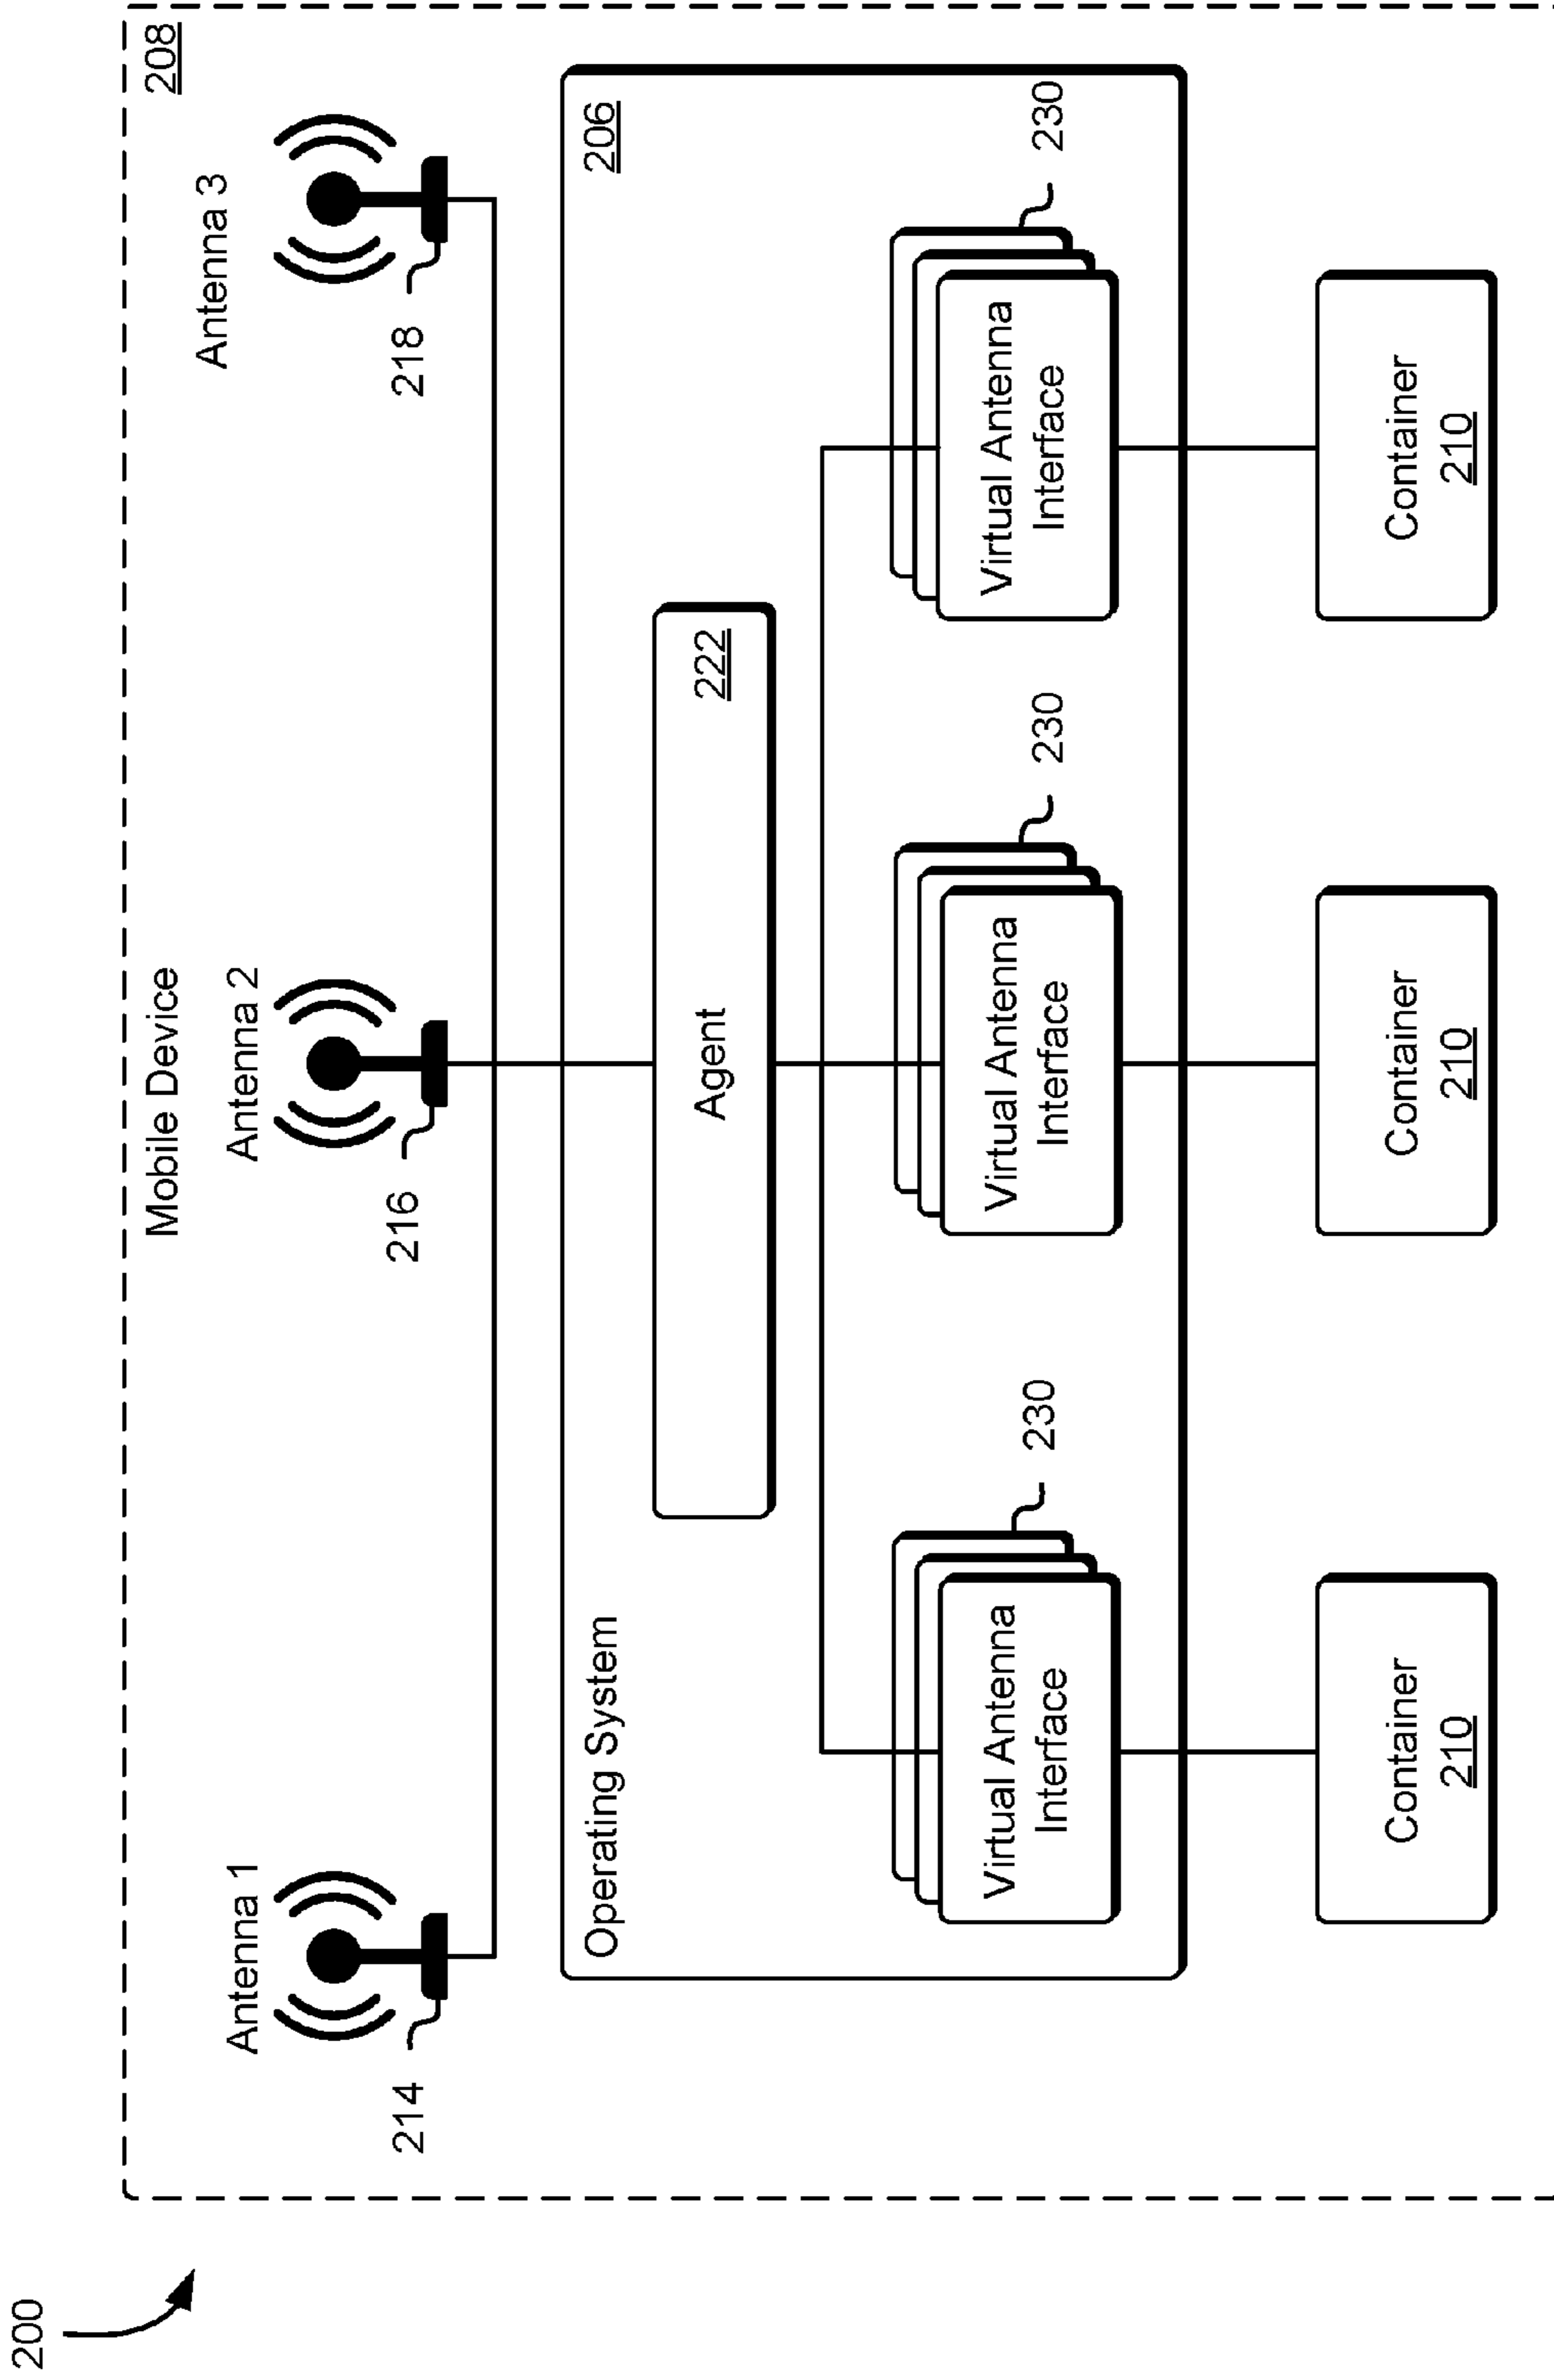 200
Mobile Device
208
Antenna 1
Antenna 2
Antenna 3
214
216
218
Operating System
206
Agent
222
230
230
230
Virtual Antenna
Interface
Virtual Antenna
Interface
Virtual Antenna
Interface
Container
210
Container
210
Container
210